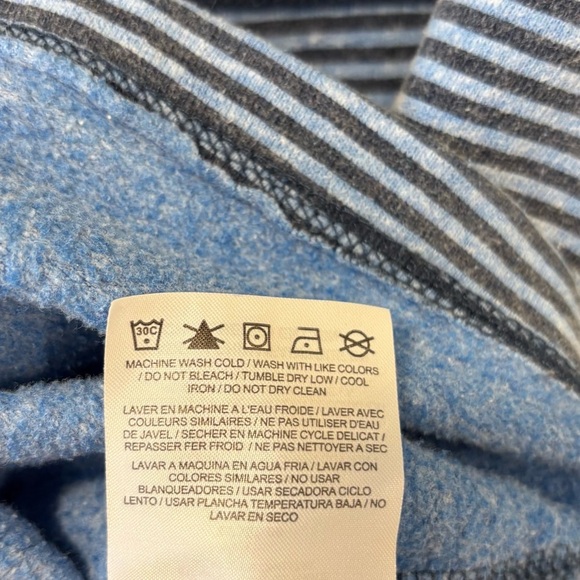 30C
MACHINE WASH COLD / WASH WITH LIKE COLORS
/ DO NOT BLEACH / TUMBLE DRY LOW / COOL
IRON / DO NOT DRY CLEAN
LAVER EN MACHINE A L'EAU FROIDE / LAVER AVEC
COULEURS SIMILAIRES / NE PAS UTILISER D'EAU
DE JAVEL / SECHER EN MACHINE CYCLE DELICAT /
REPASSER FER FROID / NE PAS NETTOYER A SEC
LAVAR A MAQUINA EN AGUA FRIA / LAVAR CON
COLORES SIMILARES / NO USAR
BLANQUEADORES / USAR SECADORA CICLO
LENTO / USAR PLANCHA TEMPERATURA BAJA / NO
LAVAR EN SECO